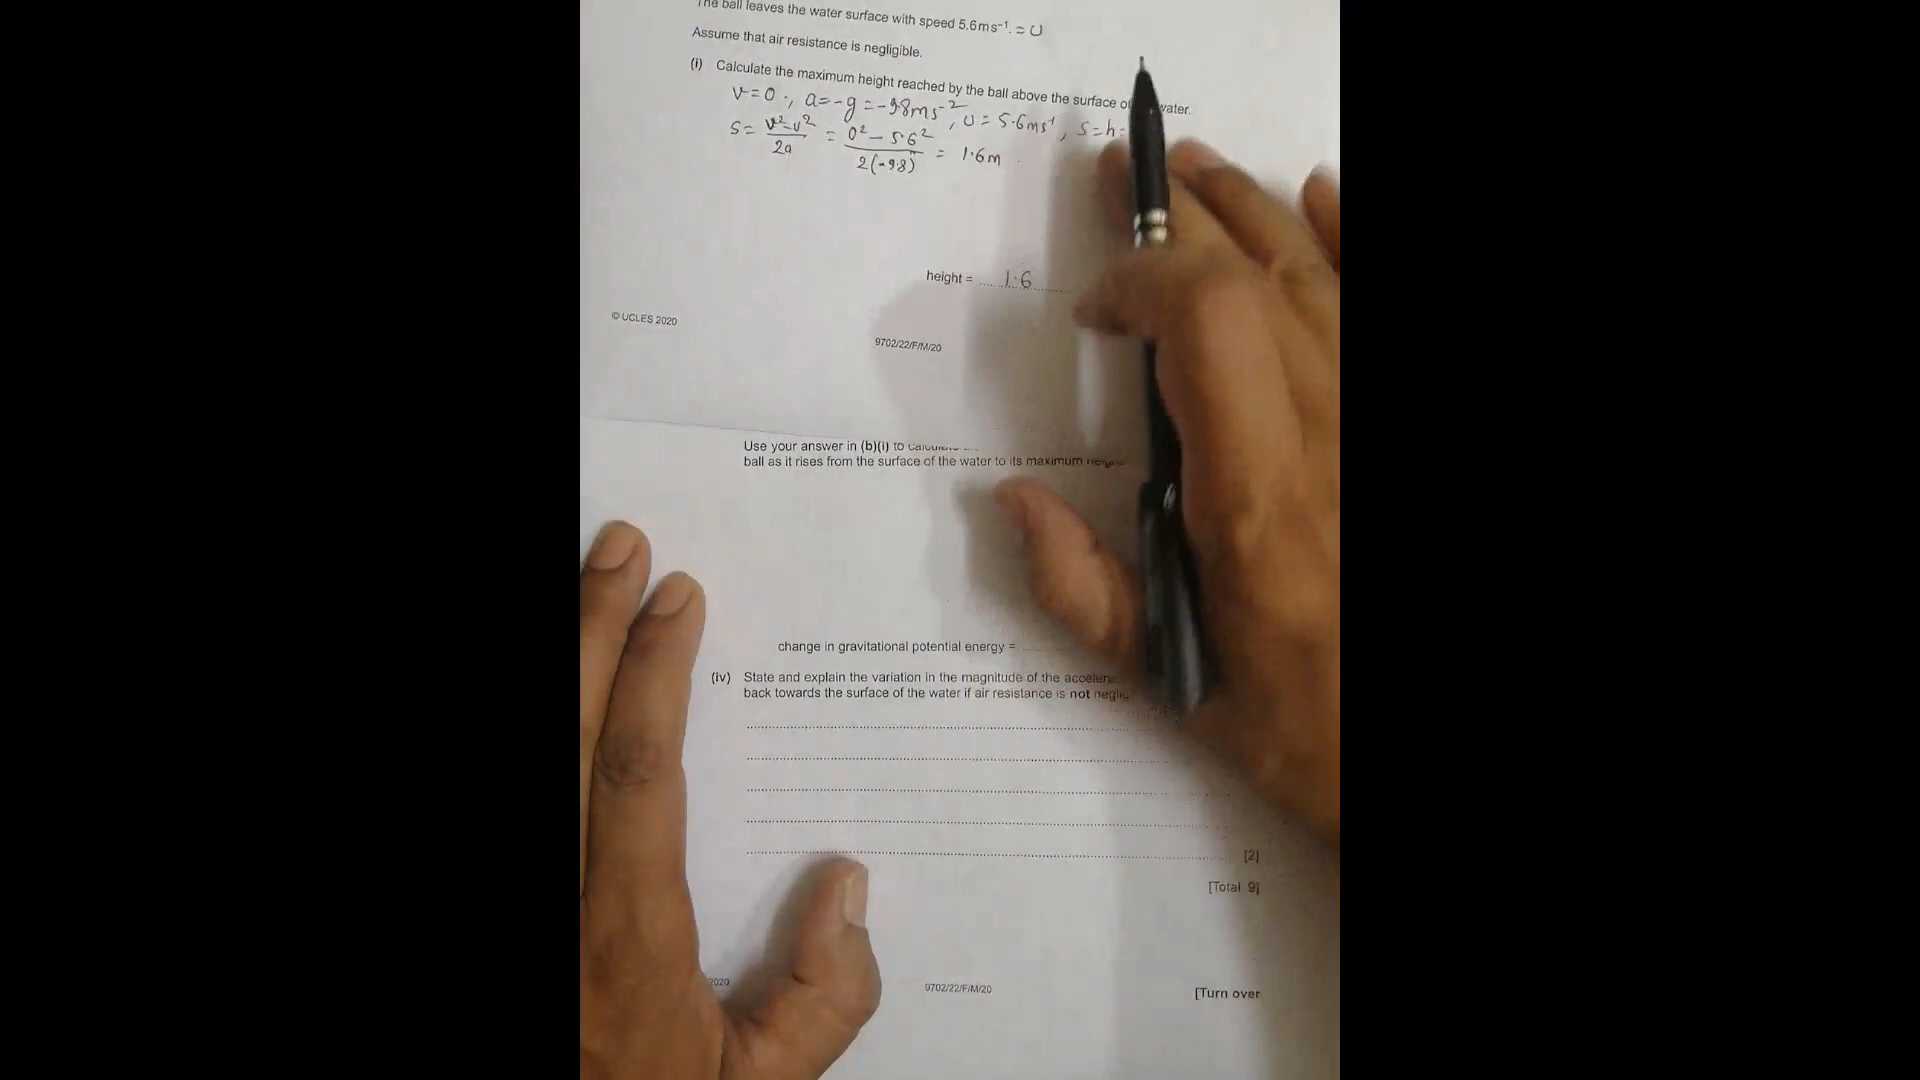 The ball leaves the water surface with speed 5.6 m s⁻¹. = U
Assume that air resistance is negligible.
(i) Calculate the maximum height reached by the ball above the surface of water.
v = 0 ., a = -g = -9.8 m s⁻², U = 5.6 m s⁻¹, S = h =
S = v² - u² / 2a = 0² - 5.6² / 2(-9.8) = 1.6 m
height = 1.6
© UCLES 2020
9702/22/F/M/20
Use your answer in (b)(i) to
ball as it rises from the surface of the water to its maximum
change in gravitational potential energy =
(iv) State and explain the variation in the magnitude of the
back towards the surface of the water if air resistance is not
[2]
[Total 9]
2020
9702/22/F/M/20
[Turn over